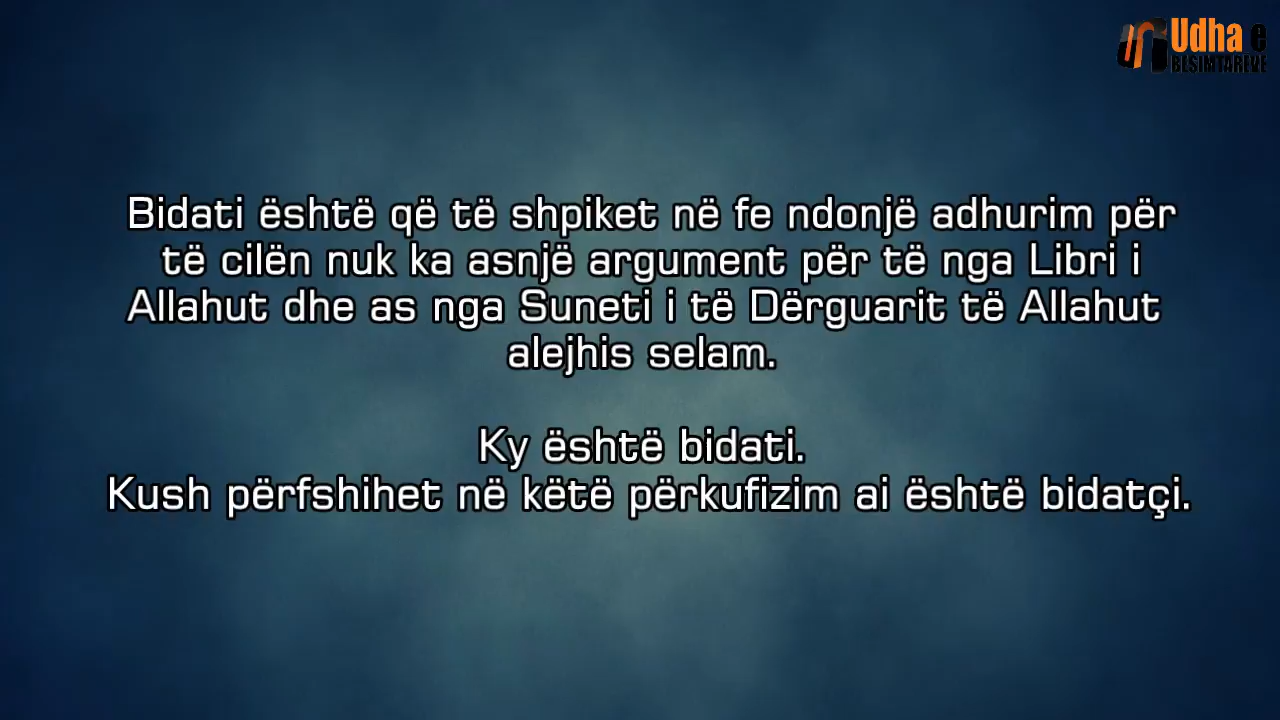 Udha e
BESIMTARËVE
Bidati është që të shpiket në fe ndonjë adhurim për
të cilën nuk ka asnjë argument për të nga Libri i
Allahut dhe as nga Suneti i të Dërguarit të Allahut
alejhis selam.
Ky është bidati.
Kush përfshihet në këtë përkufizim ai është bidatçi.